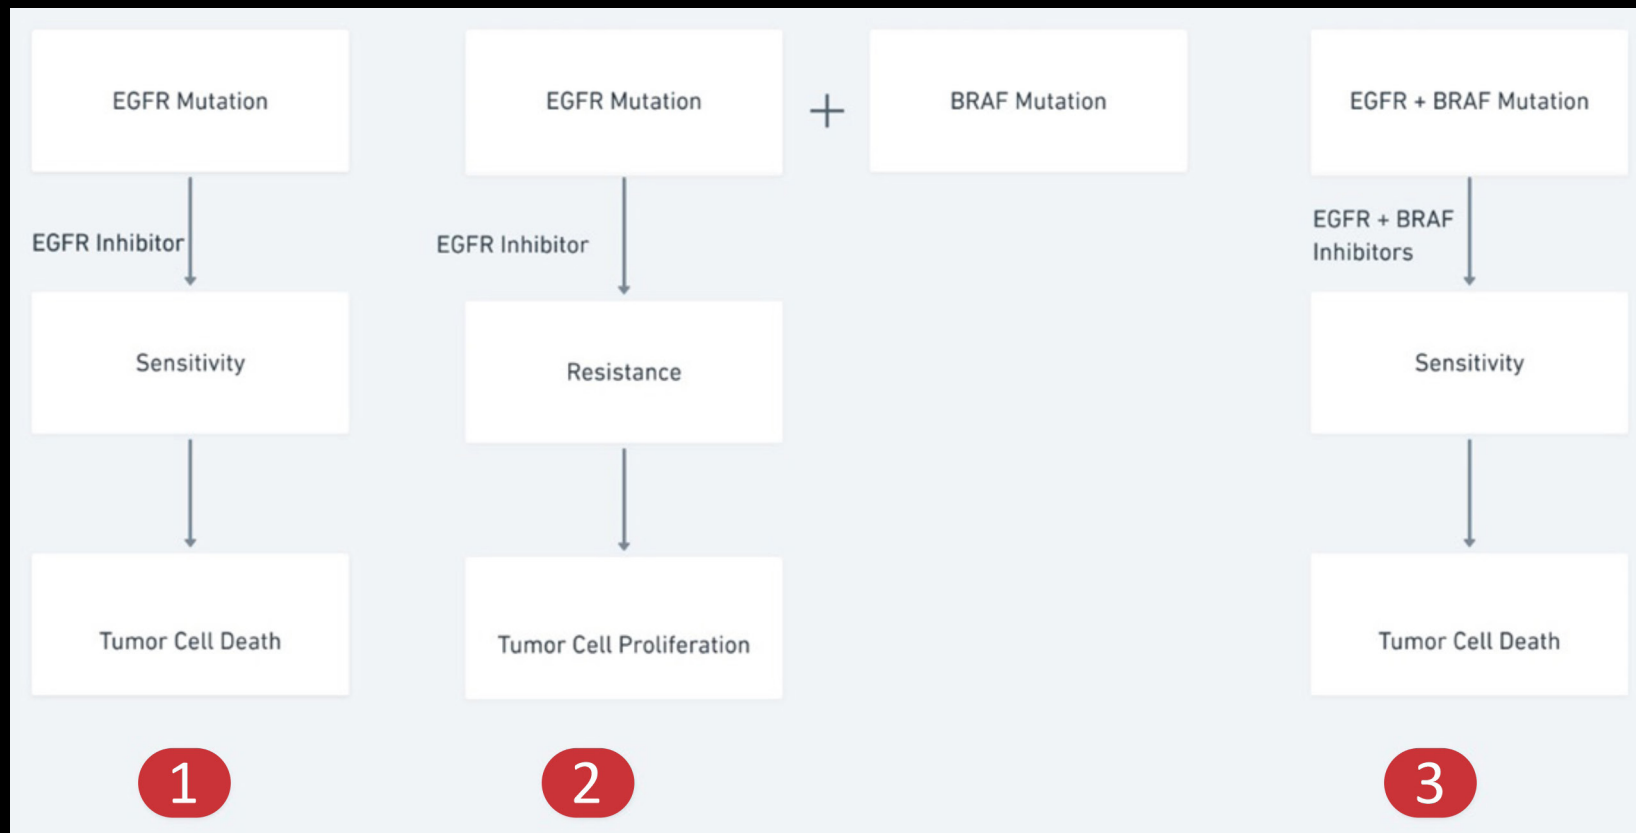 EGFR Mutation
EGFR Inhibitor
Sensitivity
Tumor Cell Death
1
EGFR Mutation
+
BRAF Mutation
EGFR Inhibitor
Resistance
Tumor Cell Proliferation
2
EGFR + BRAF Mutation
EGFR + BRAF
Inhibitors
Sensitivity
Tumor Cell Death
3